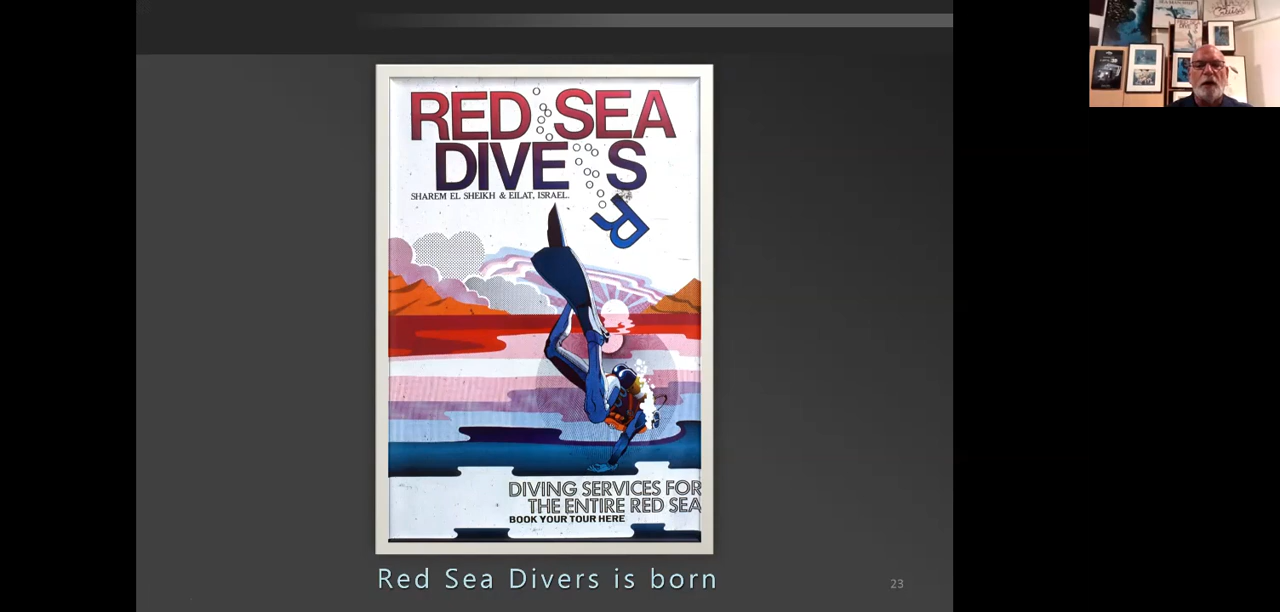 RED SEA
DIVE S
R
SHAREM EL SHEIKH & EILAT, ISRAEL.
DIVING SERVICES FOR
THE ENTIRE RED SEA
BOOK YOUR TOUR HERE
Red Sea Divers is born
23